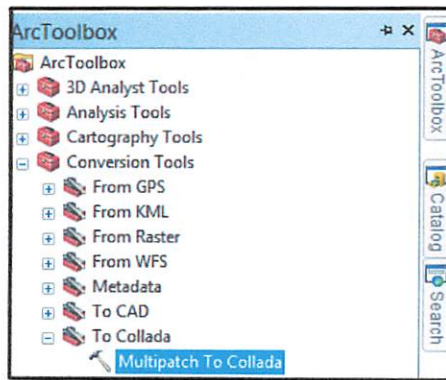 ArcToolbox
ArcToolbox
3D Analyst Tools
Analysis Tools
Cartography Tools
Conversion Tools
From GPS
From KML
From Raster
From WFS
Metadata
To CAD
To Collada
Multipatch To Collada
ArcToolbox
Catalog
Search